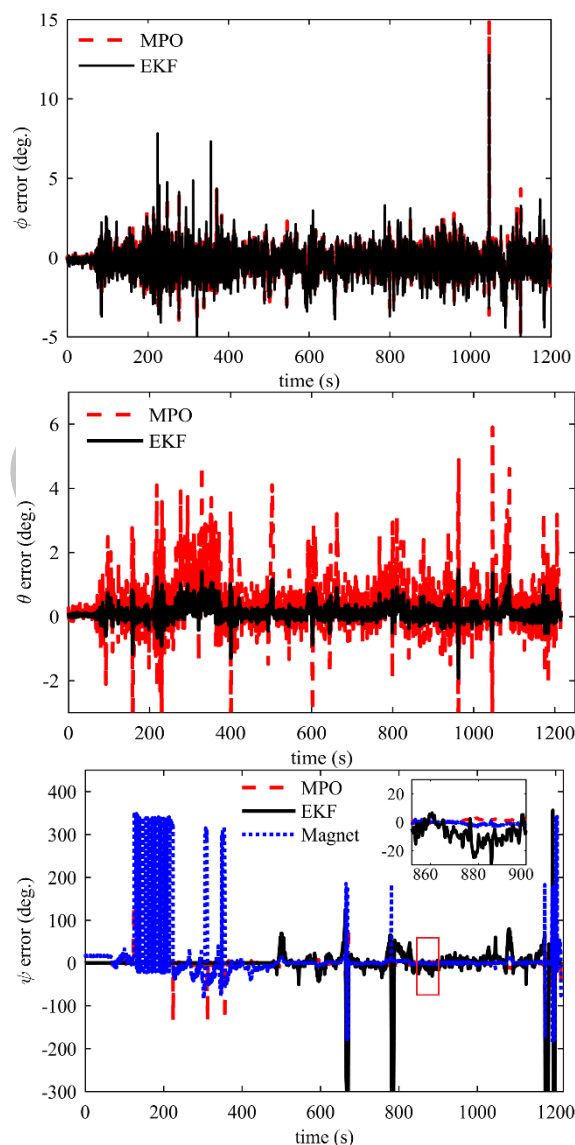 15
MPO
EKF
10
5
0
-5
ϕ error (deg.)
0 200 400 600 800 1000 1200
time (s)
MPO
EKF
6
4
2
0
-2
θ error (deg.)
0 200 400 600 800 1000 1200
time (s)
400
300
200
100
0
-100
-200
-300
ψ error (deg.)
MPO
EKF
Magnet
20
0
-20
860 880 900
0 200 400 600 800 1000 1200
time (s)